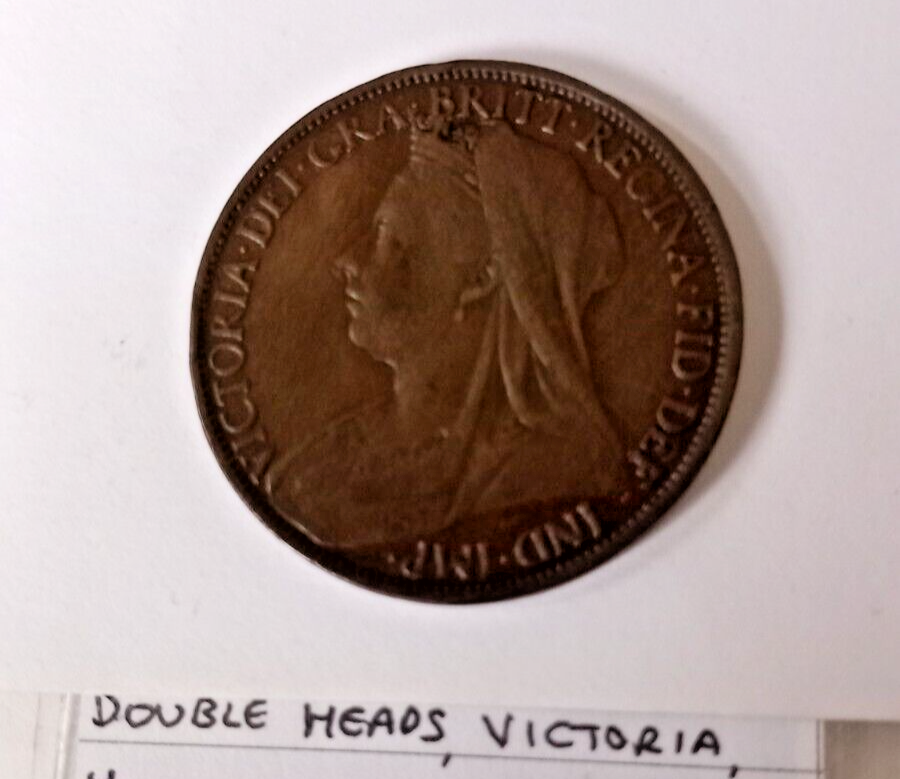 VICTORIA·DEI·GRA·BRITT·REGINA·FID·DEF·
IND·IMP·
DOUBLE HEADS, VICTORIA,